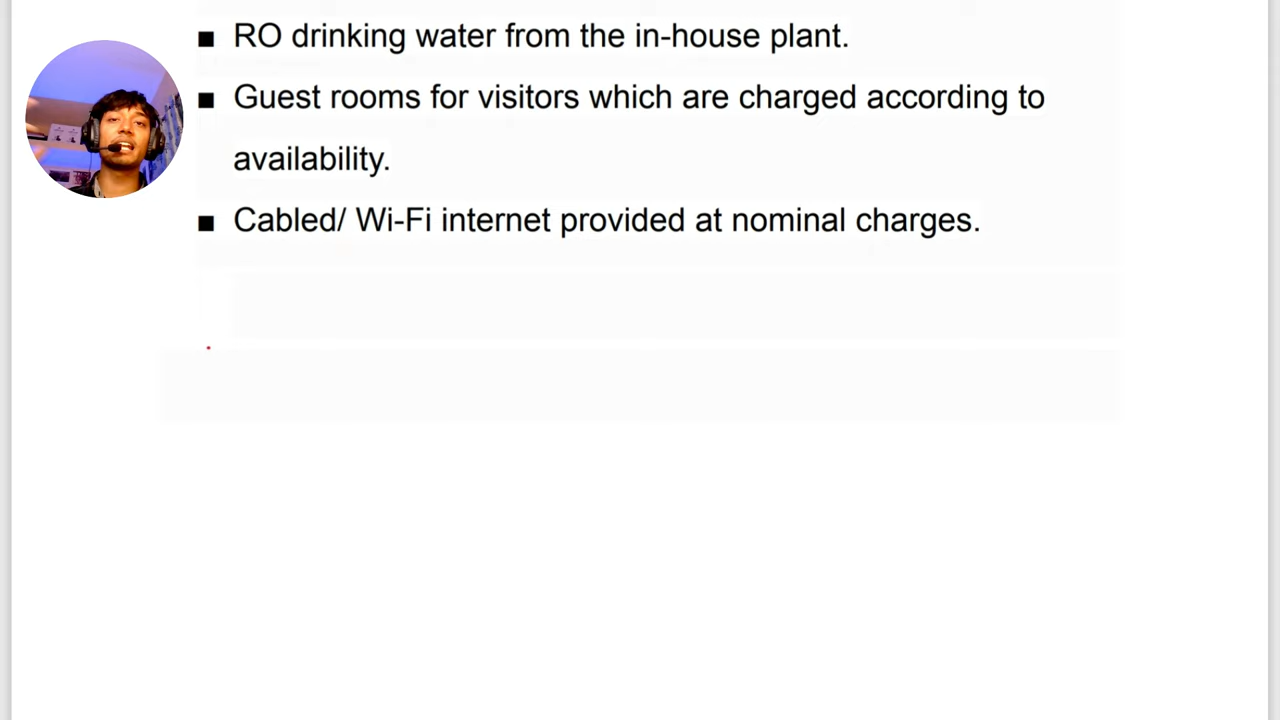 ■ RO drinking water from the in-house plant.
■ Guest rooms for visitors which are charged according to
availability.
■ Cabled/ Wi-Fi internet provided at nominal charges.